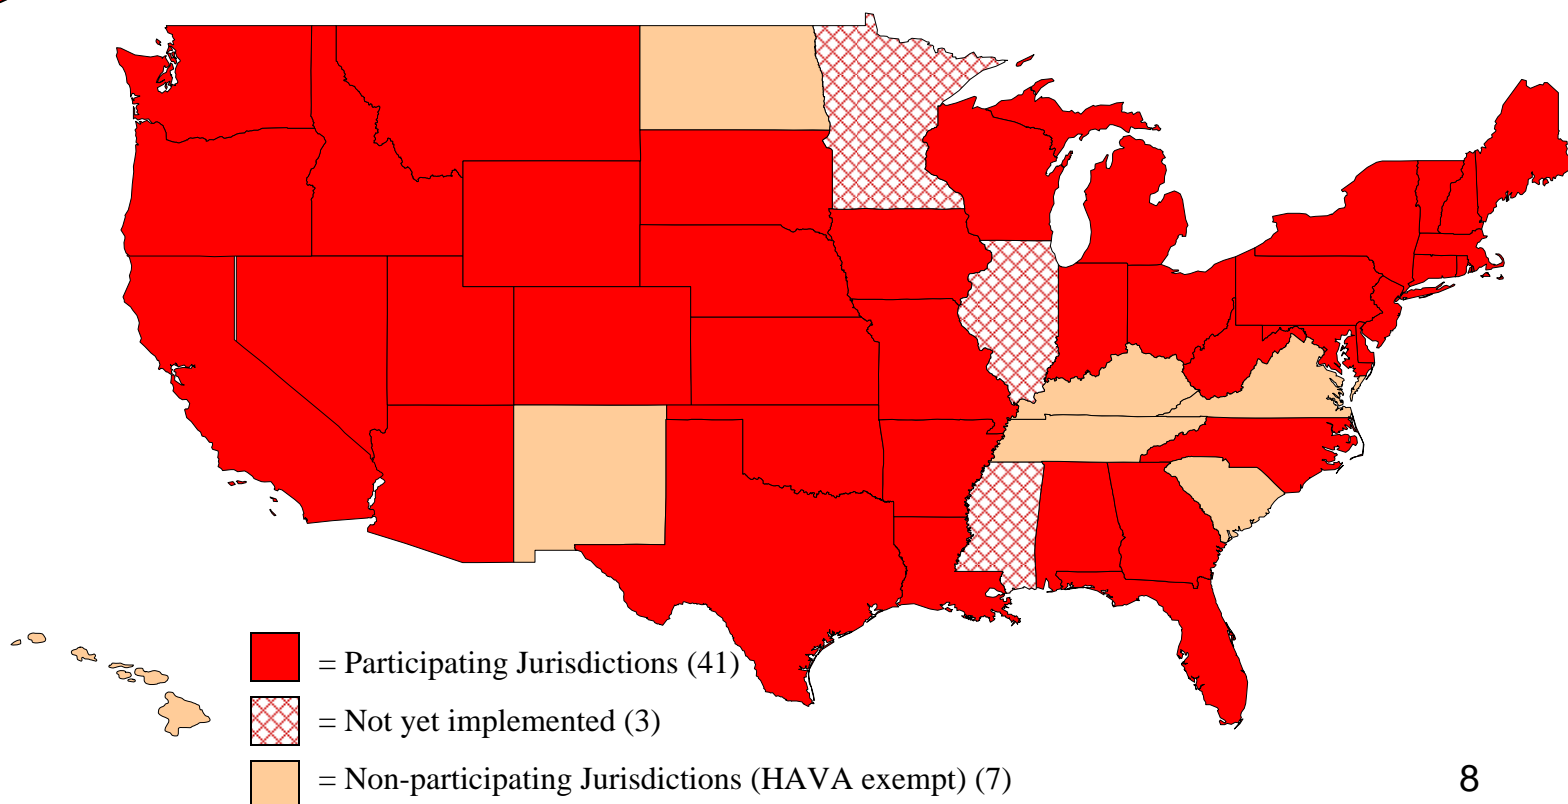 = Participating Jurisdictions (41)
= Not yet implemented (3)
= Non-participating Jurisdictions (HAVA exempt) (7)
8